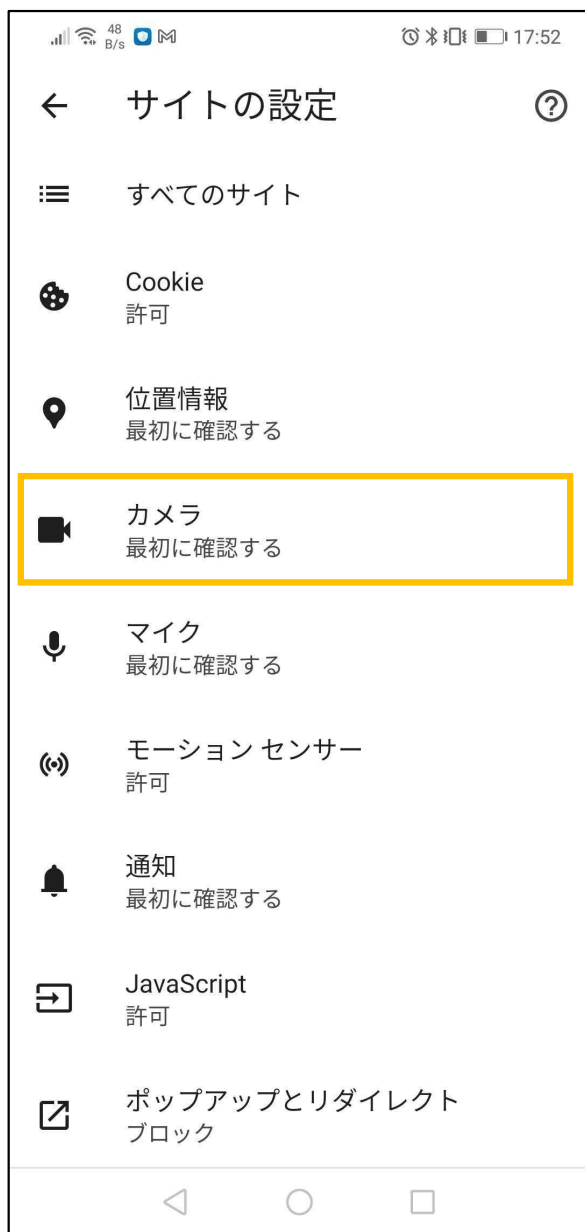 48
B/s
17:52
サイトの設定
すべてのサイト
Cookie
許可
位置情報
最初に確認する
カメラ
最初に確認する
マイク
最初に確認する
モーション センサー
許可
通知
最初に確認する
JavaScript
許可
ポップアップとリダイレクト
ブロック